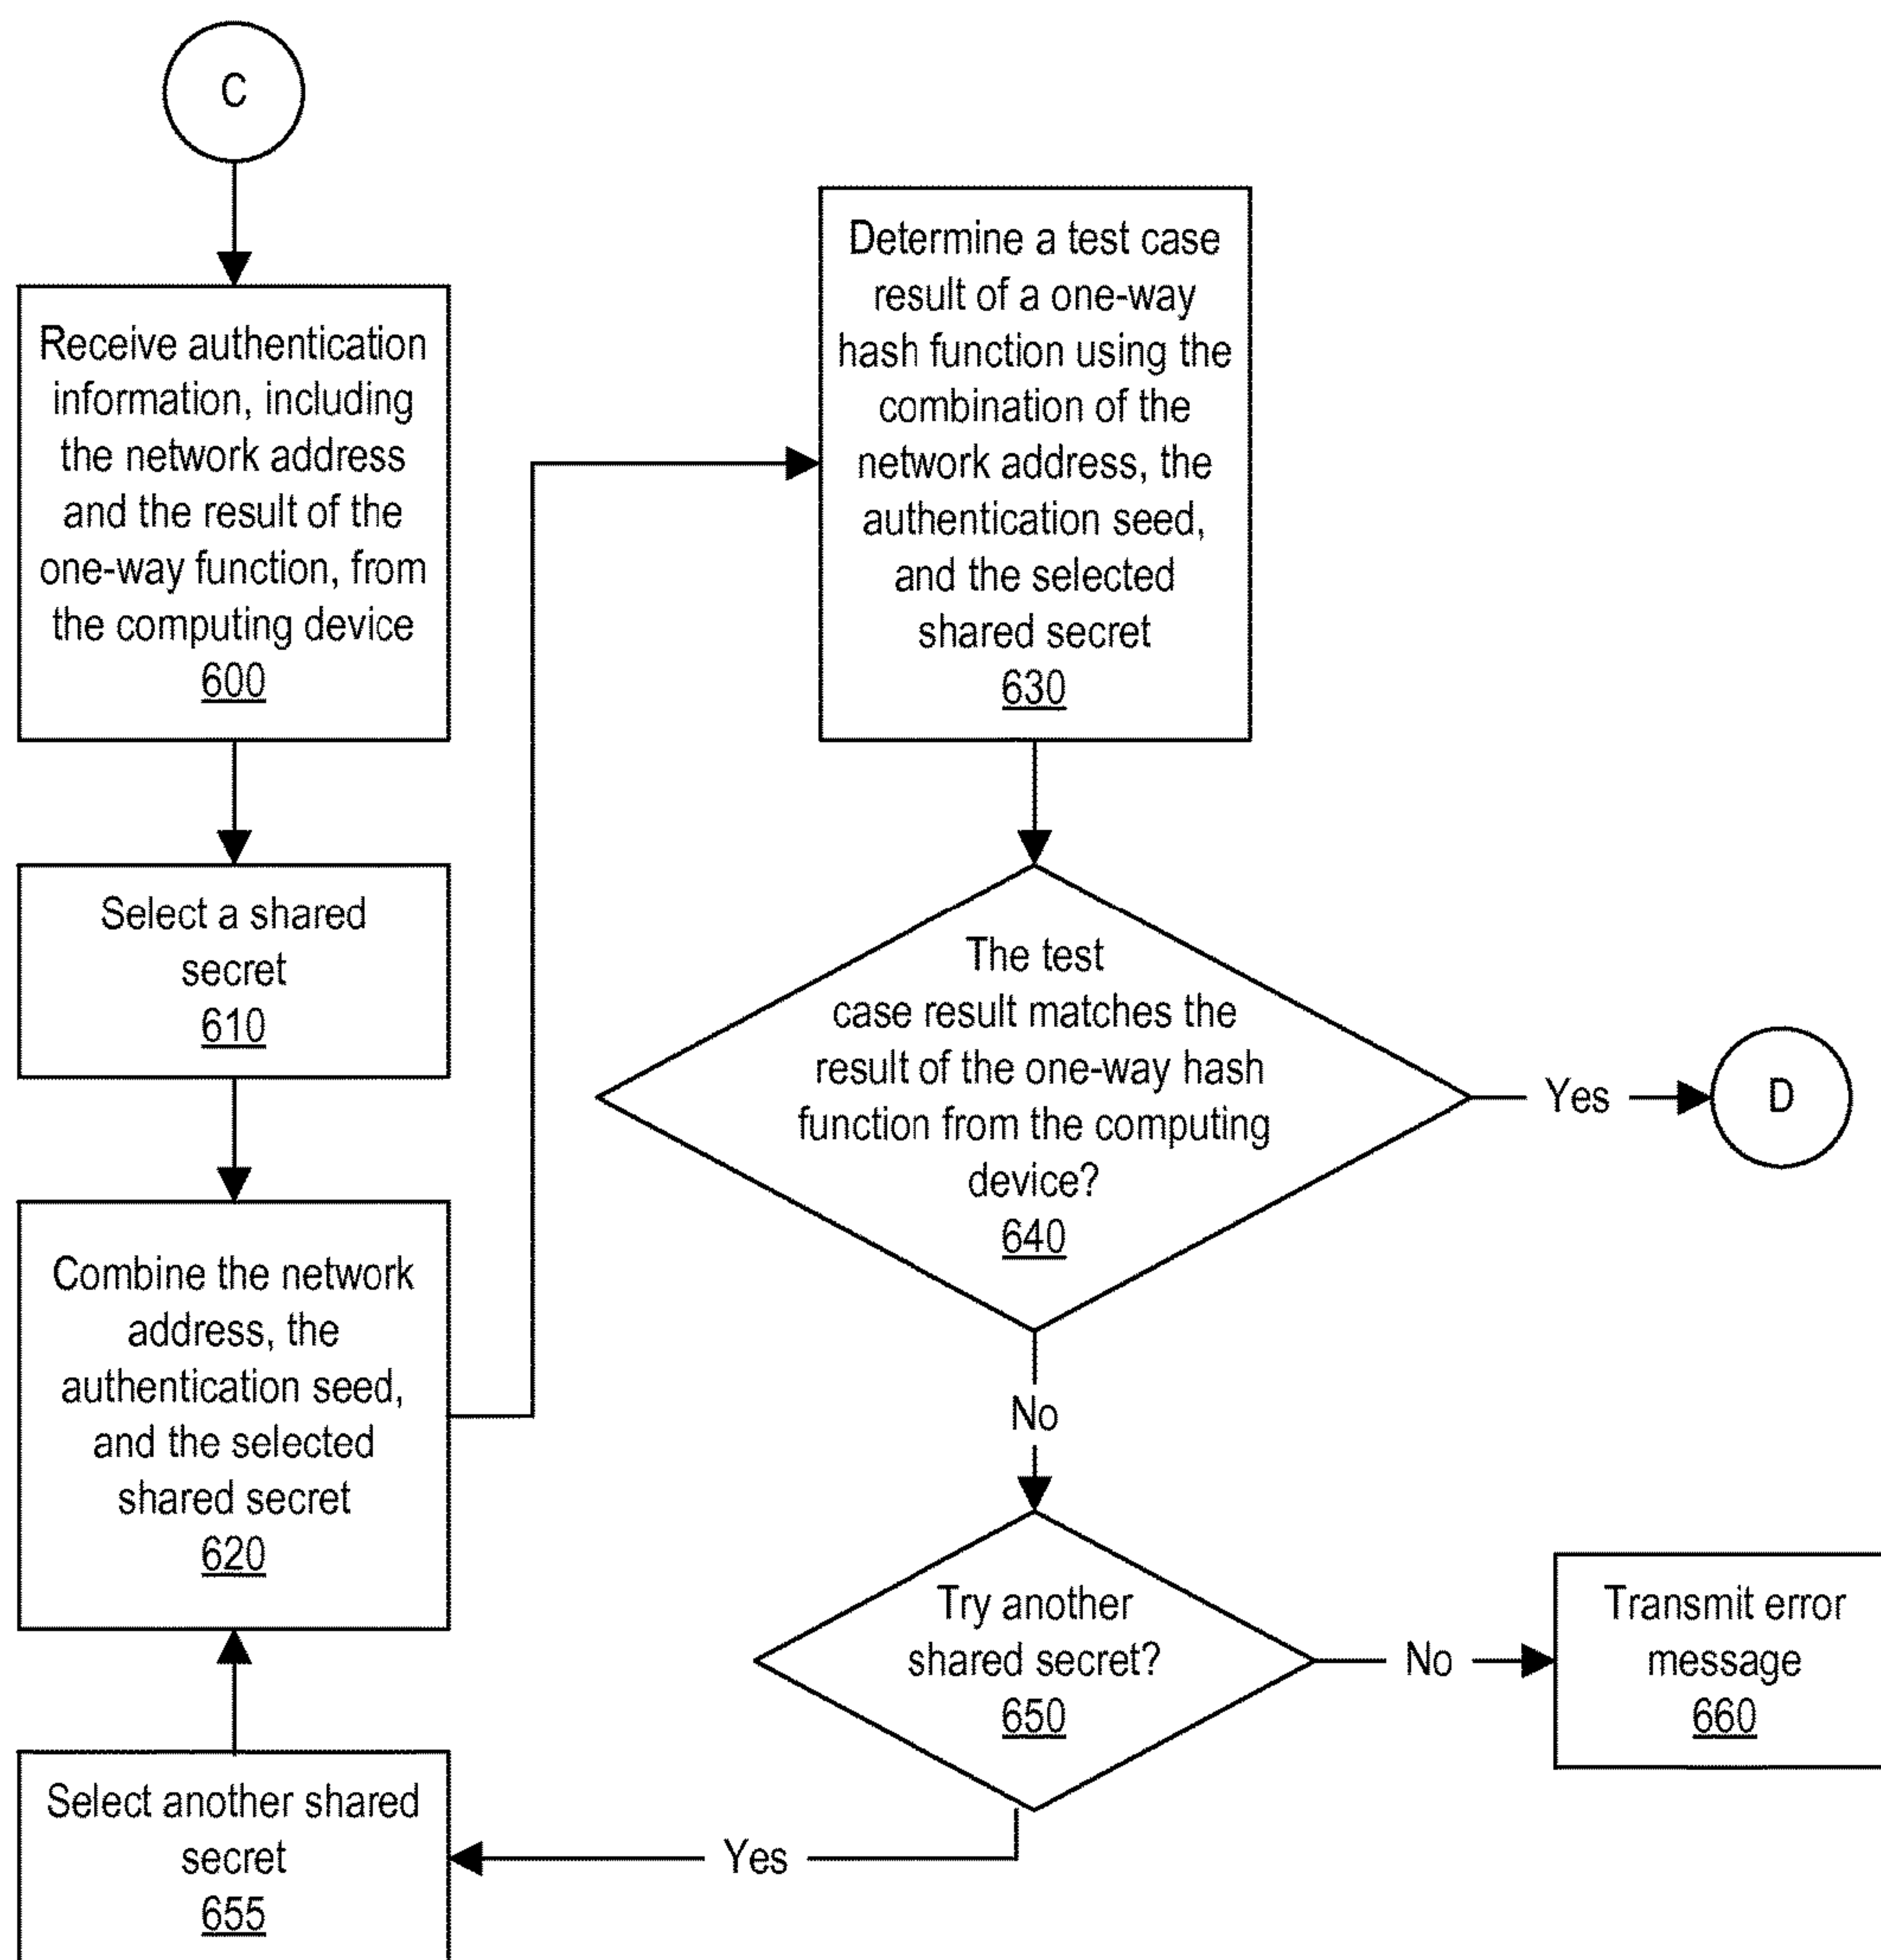 C
Receive authentication
information, including
the network address
and the result of the
one-way function, from
the computing device
600
Select a shared
secret
610
Combine the network
address, the
authentication seed,
and the selected
shared secret
620
Determine a test case
result of a one-way
hash function using the
combination of the
network address, the
authentication seed,
and the selected
shared secret
630
The test
case result matches the
result of the one-way hash
function from the computing
device?
640
Yes
D
No
Try another
shared secret?
650
No
Transmit error
message
660
Yes
Select another shared
secret
655